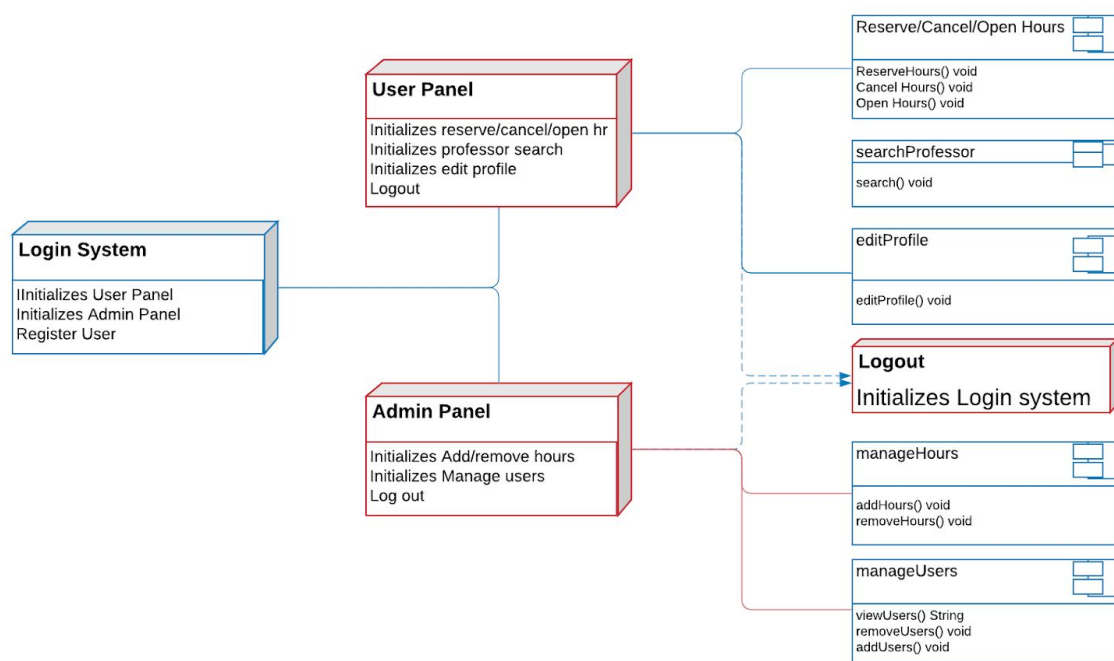 Login System
IInitializes User Panel
Initializes Admin Panel
Register User
User Panel
Initializes reserve/cancel/open hr
Initializes professor search
Initializes edit profile
Logout
Admin Panel
Initializes Add/remove hours
Initializes Manage users
Log out
Reserve/Cancel/Open Hours
ReserveHours() void
Cancel Hours() void
Open Hours() void
searchProfessor
search() void
editProfile
editProfile() void
Logout
Initializes Login system
manageHours
addHours() void
removeHours() void
manageUsers
viewUsers() String
removeUsers() void
addUsers() void